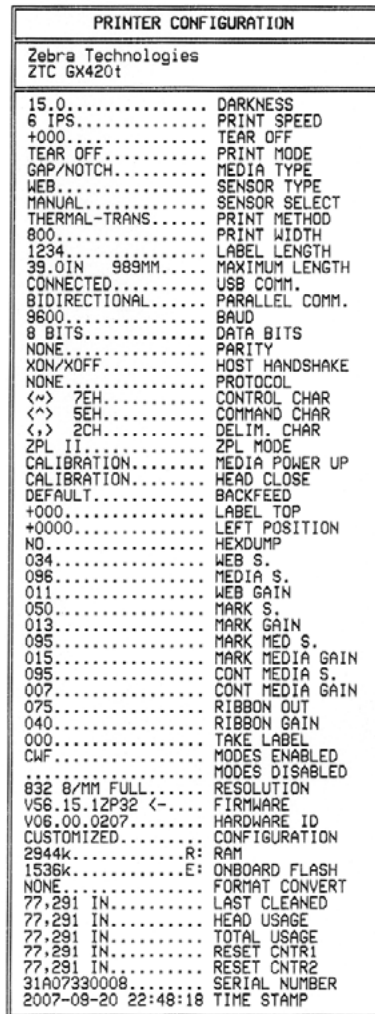 PRINTER CONFIGURATION
Zebra Technologies
ZTC GX420t
15.0............... DARKNESS
6 IPS.............. PRINT SPEED
+000............... TEAR OFF
TEAR OFF........... PRINT MODE
GAP/NOTCH.......... MEDIA TYPE
WEB................ SENSOR TYPE
MANUAL............. SENSOR SELECT
THERMAL-TRANS...... PRINT METHOD
800................ PRINT WIDTH
1234............... LABEL LENGTH
39.0IN   989MM..... MAXIMUM LENGTH
CONNECTED.......... USB COMM.
BIDIRECTIONAL...... PARALLEL COMM.
9600............... BAUD
8 BITS............. DATA BITS
NONE............... PARITY
XON/XOFF........... HOST HANDSHAKE
NONE............... PROTOCOL
<~>  7EH........... CONTROL CHAR
<^>  5EH........... COMMAND CHAR
<,>  2CH........... DELIM. CHAR
ZPL II............. ZPL MODE
CALIBRATION........ MEDIA POWER UP
CALIBRATION........ HEAD CLOSE
DEFAULT............ BACKFEED
+000............... LABEL TOP
+0000.............. LEFT POSITION
NO................. HEXDUMP
034................ WEB S.
096................ MEDIA S.
011................ WEB GAIN
050................ MARK S.
013................ MARK GAIN
095................ MARK MED S.
015................ MARK MEDIA GAIN
095................ CONT MEDIA S.
007................ CONT MEDIA GAIN
075................ RIBBON OUT
040................ RIBBON GAIN
000................ TAKE LABEL
CWF................ MODES ENABLED
................... MODES DISABLED
832 8/MM FULL...... RESOLUTION
V56.15.1ZP32 <-.... FIRMWARE
V06.00.0207........ HARDWARE ID
CUSTOMIZED......... CONFIGURATION
2944k............R: RAM
1536k............E: ONBOARD FLASH
NONE............... FORMAT CONVERT
77,291 IN.......... LAST CLEANED
77,291 IN.......... HEAD USAGE
77,291 IN.......... TOTAL USAGE
77,291 IN.......... RESET CNTR1
77,291 IN.......... RESET CNTR2
31A07330008........ SERIAL NUMBER
2007-09-20 22:48:18 TIME STAMP